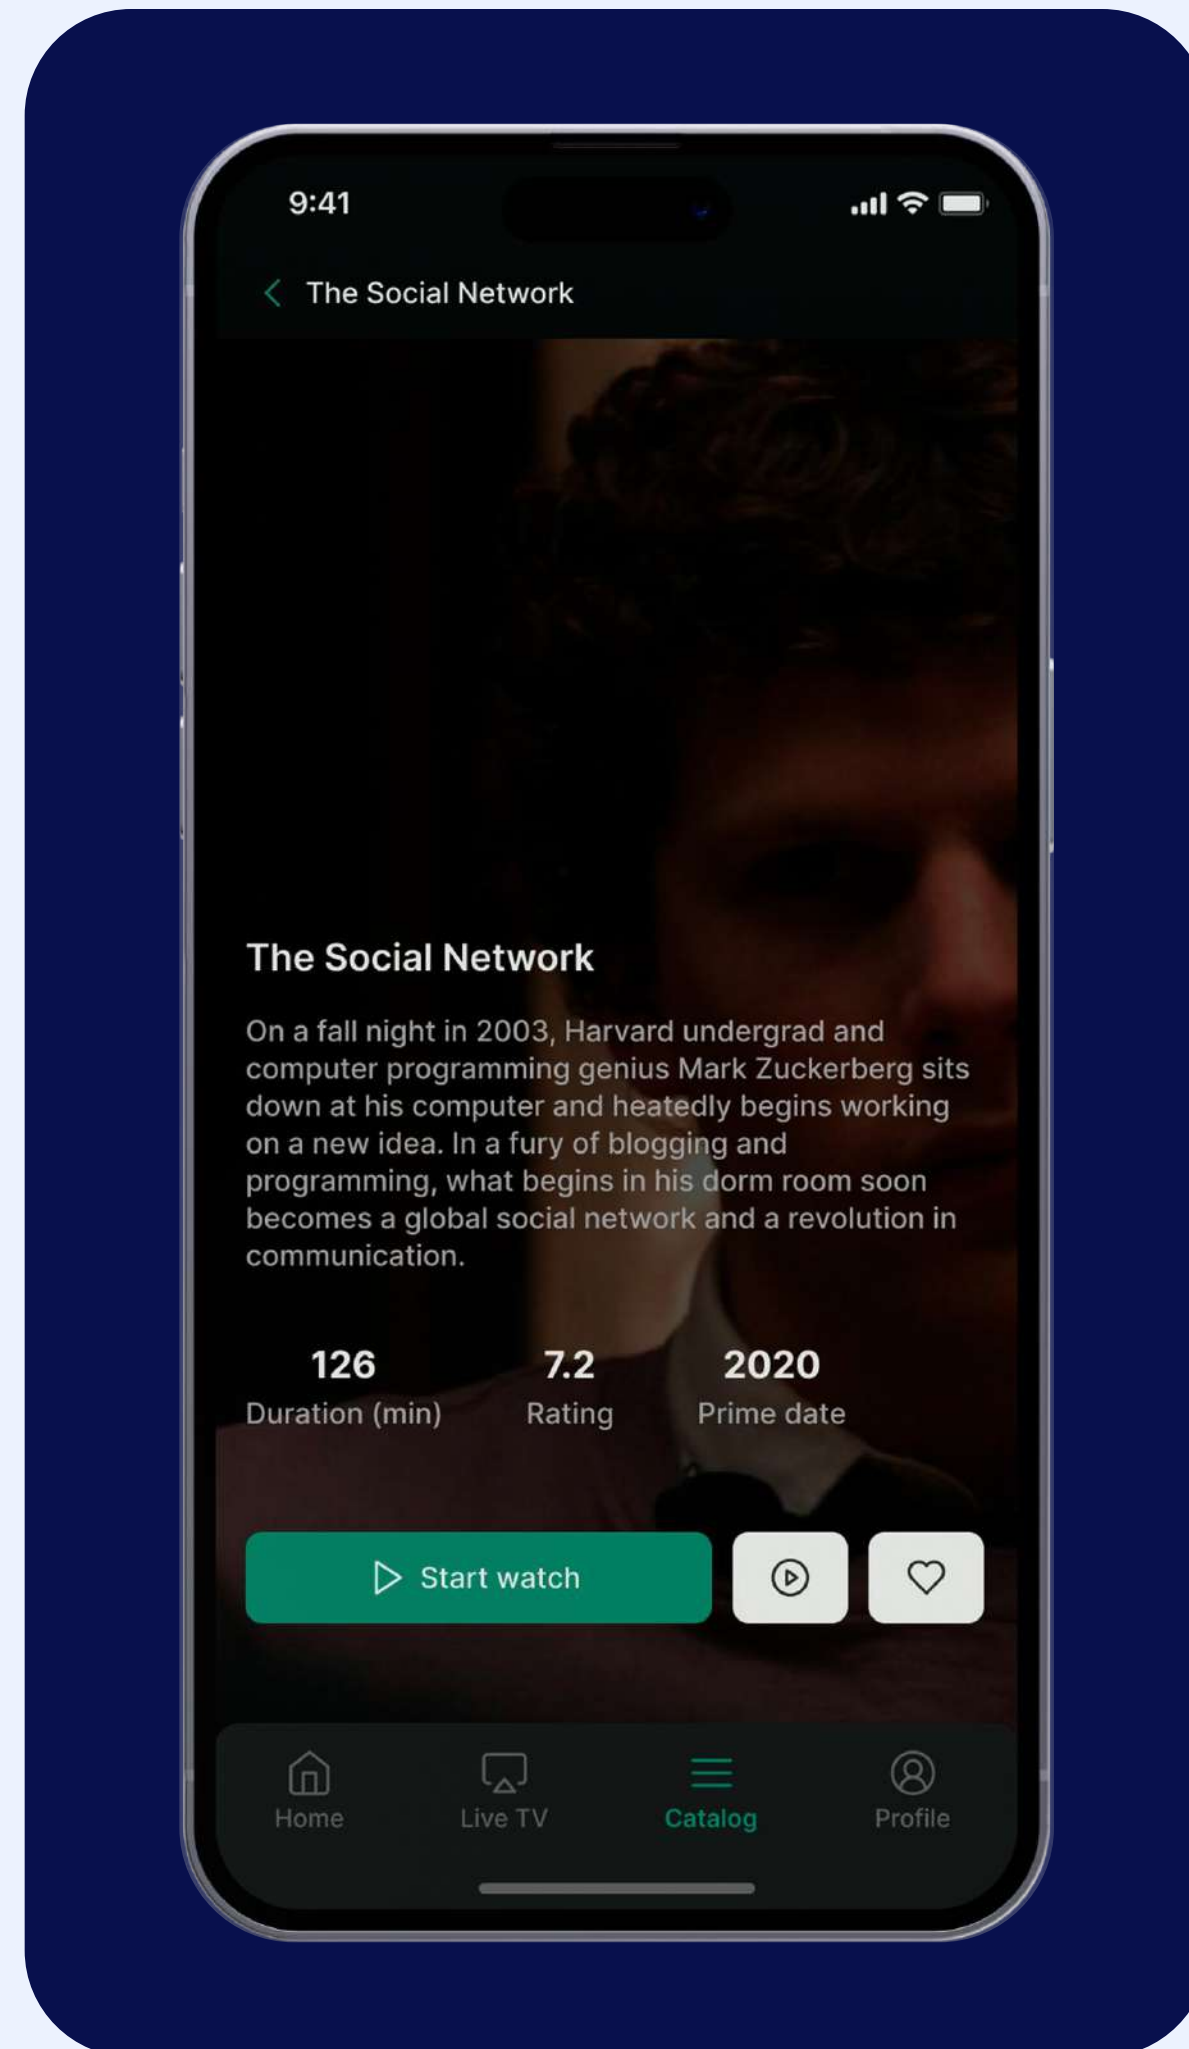 9:41
The Social Network
The Social Network
On a fall night in 2003, Harvard undergrad and
computer programming genius Mark Zuckerberg sits
down at his computer and heatedly begins working
on a new idea. In a fury of blogging and
programming, what begins in his dorm room soon
becomes a global social network and a revolution in
communication.
126 7.2 2020
Duration (min) Rating Prime date
Start watch
Home Live TV Catalog Profile